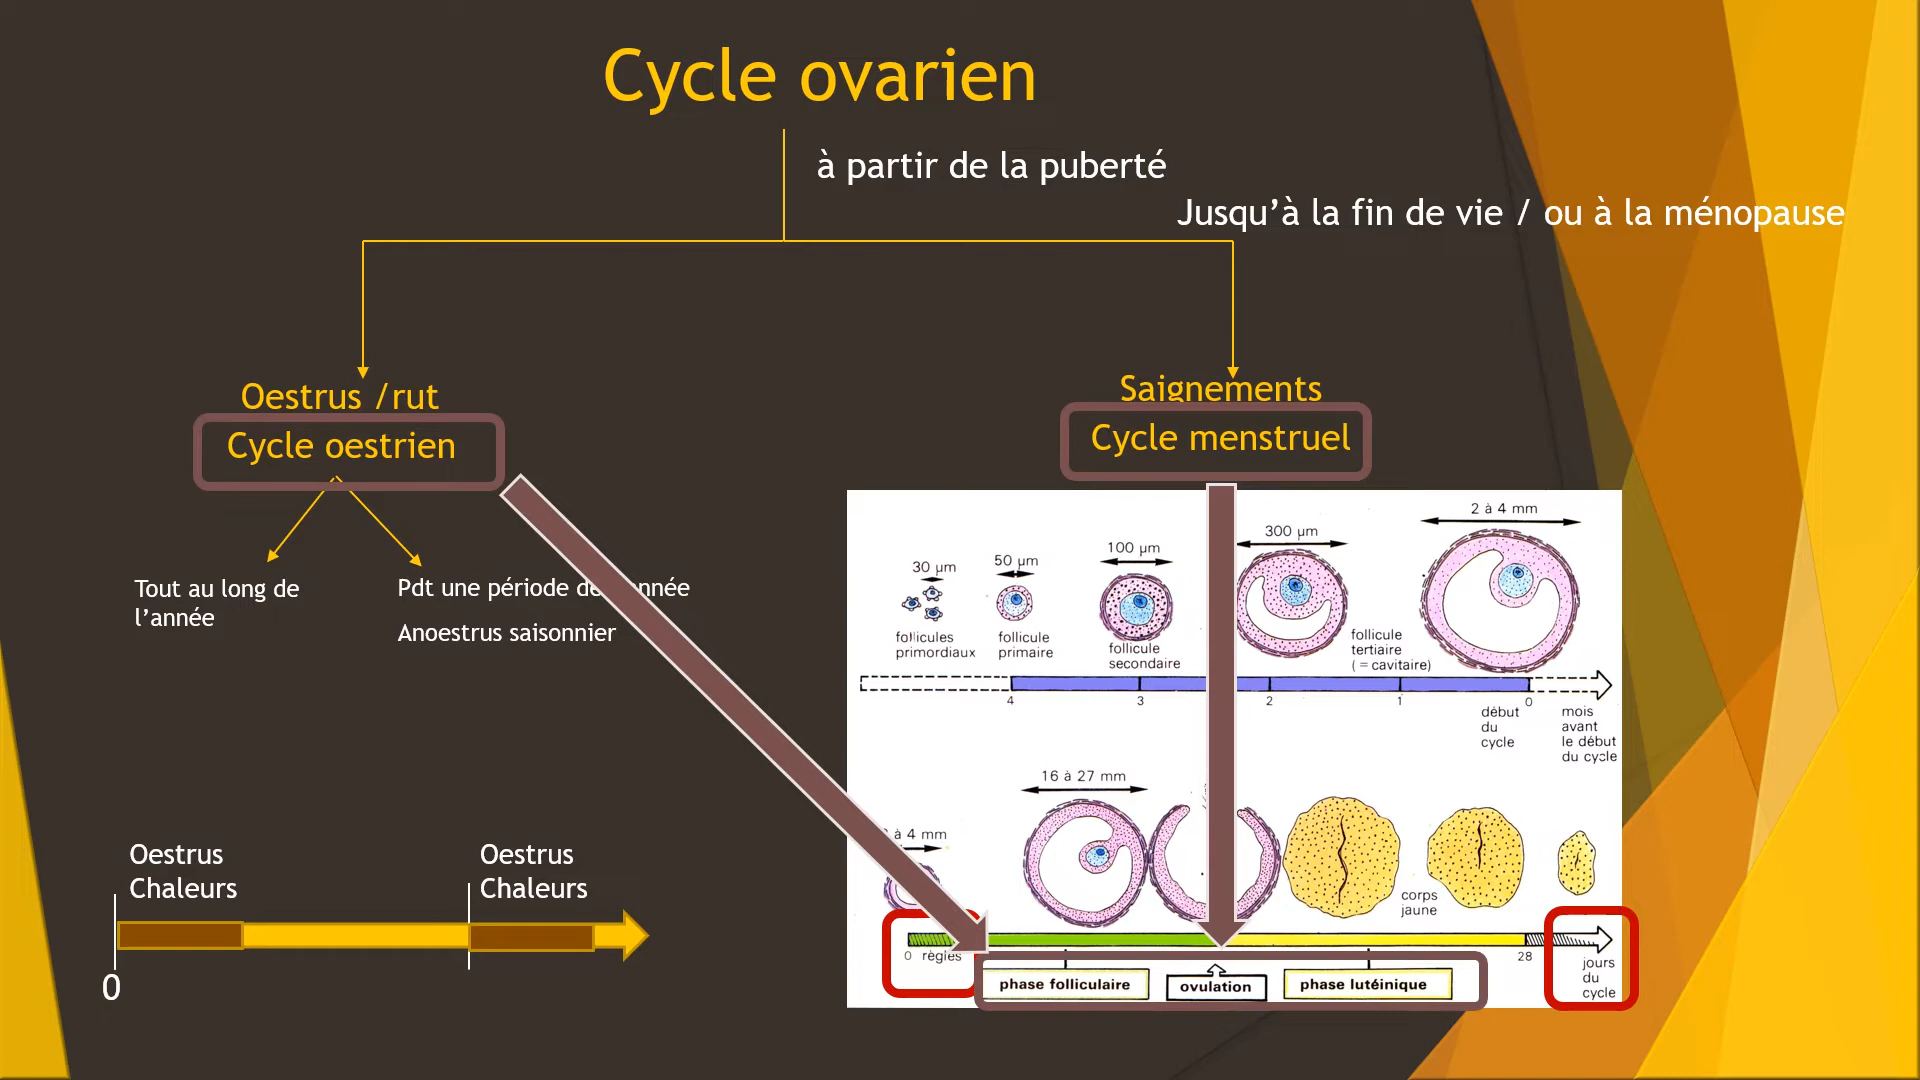 Cycle ovarien
à partir de la puberté
Jusqu’à la fin de vie / ou à la ménopause
Oestrus /rut
Cycle oestrien
Tout au long de
l’année
Pdt une période de année
Anoestrus saisonnier
Oestrus
Chaleurs
Oestrus
Chaleurs
0
Saignements
Cycle menstruel
30 µm
50 µm
100 µm
300 µm
2 à 4 mm
follicules
primordiaux
follicule
primaire
follicule
secondaire
follicule
tertiaire
( = cavitaire)
4
3
2
1
0
début
du
cycle
mois
avant
le début
du cycle
à 4 mm
16 à 27 mm
corps
jaune
0
règles
28
jours
du
cycle
phase folliculaire
ovulation
phase lutéinique